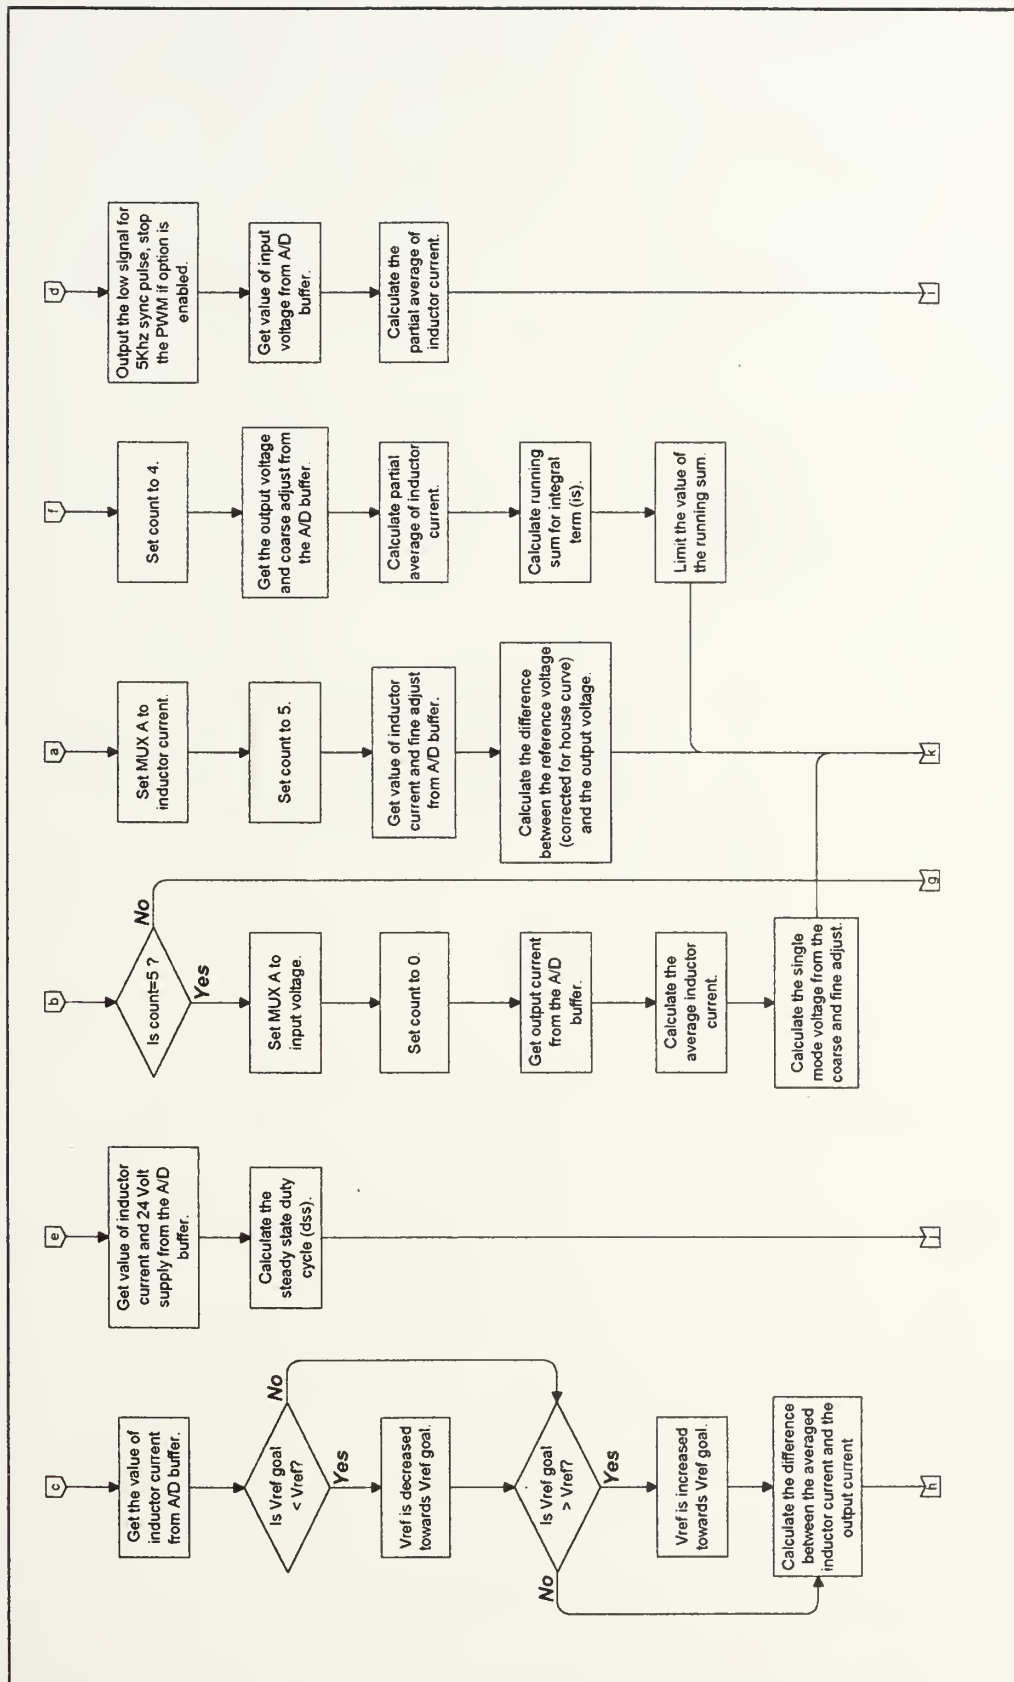 c
Get the value of
inductor current
from A/D buffer.
Is Vref goal
< Vref?
No
Yes
Vref is decreased
towards Vref goal.
Is Vref goal
> Vref?
No
Yes
Vref is increased
towards Vref goal.
Calculate the difference
between the averaged
inductor current and the
output current
h
e
Get value of inductor
current and 24 Volt
supply from the A/D
buffer.
Calculate the
steady state duty
cycle (dss).
j
b
Is count=5 ?
No
Yes
Set MUX A to
input voltage.
Set count to 0.
Get output current
from the A/D
buffer.
Calculate the
average inductor
current.
Calculate the single
mode voltage from the
coarse and fine adjust.
g
a
Set MUX A to
inductor current.
Set count to 5.
Get value of inductor
current and fine adjust
from A/D buffer.
Calculate the difference
between the reference voltage
(corrected for house curve)
and the output voltage.
k
f
Set count to 4.
Get the output voltage
and coarse adjust from
the A/D buffer.
Calculate partial
average of inductor
current.
Calculate running
sum for integral
term (is).
Limit the value of
the running sum.
d
Output the low signal for
5Khz sync pulse, stop
the PWM if option is
enabled.
Get value of input
voltage from A/D
buffer.
Calculate the
partial average of
inductor current.
i